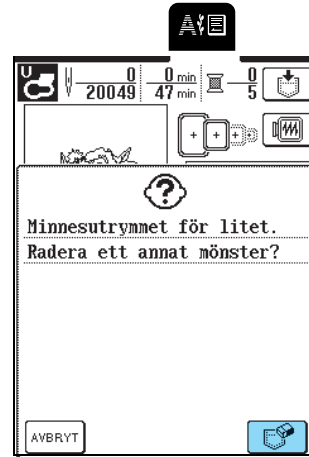 A
U 0 0 min 0
20049 47 min 5
Minnesutrymmet för litet.
Radera ett annat mönster?
AVBRYT